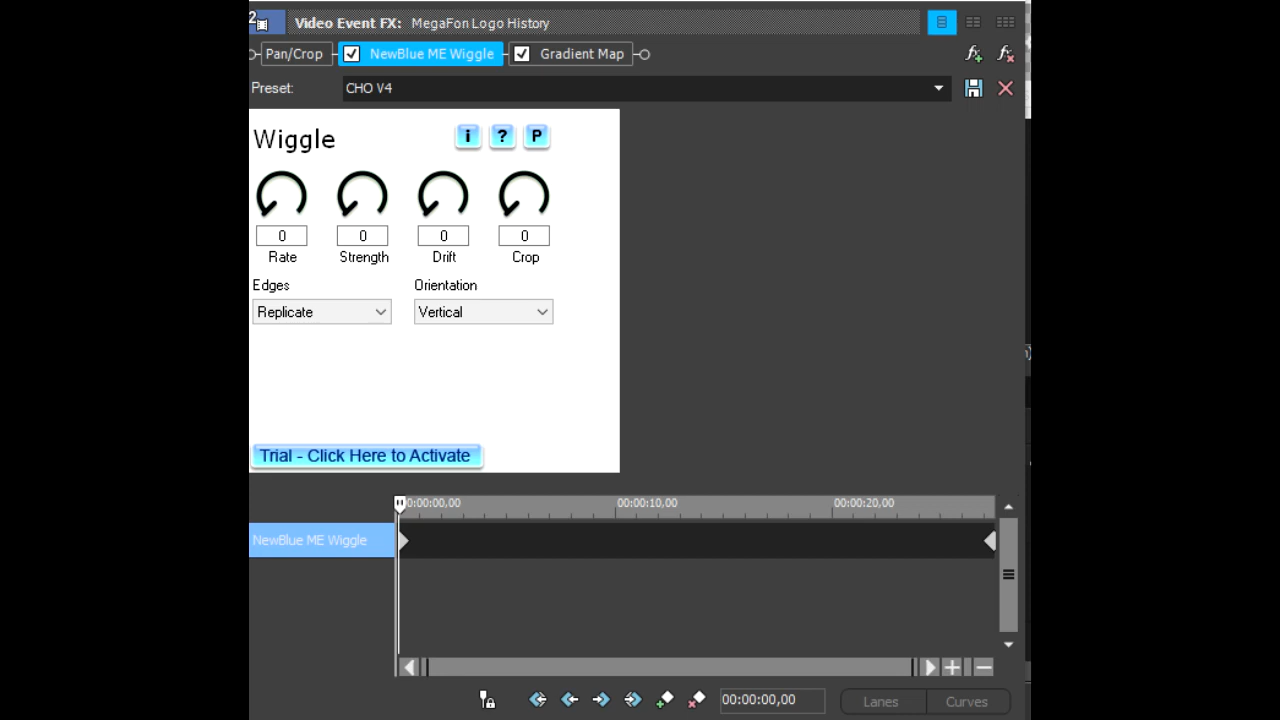 2
Video Event FX: MegaFon Logo History
Pan/Crop NewBlue ME Wiggle Gradient Map
Preset: CHO V4
Wiggle i ? P
0 0 0 0
Rate Strength Drift Crop
Edges Orientation
Replicate Vertical
Trial - Click Here to Activate
00:00:00,00 00:00:10,00 00:00:20,00
NewBlue ME Wiggle
00:00:00,00 Lanes Curves